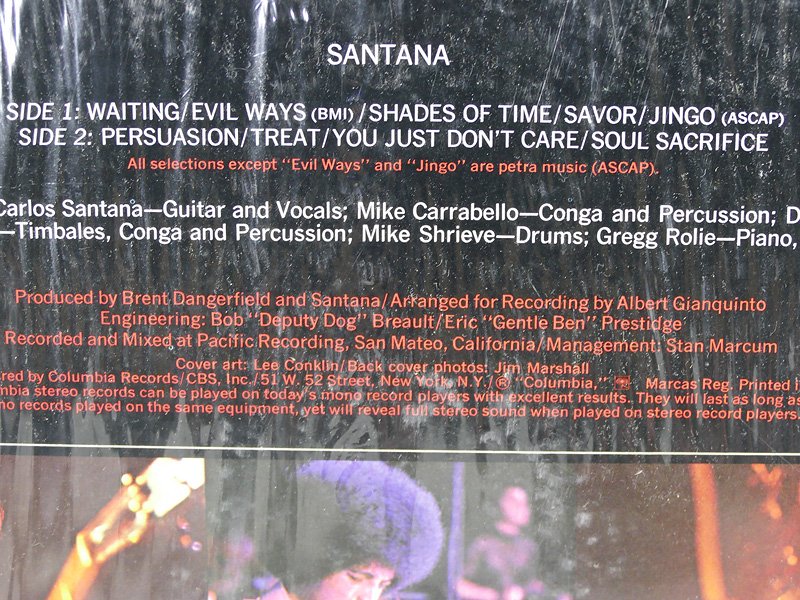 SANTANA
SIDE 1: WAITING/EVIL WAYS (BMI)/SHADES OF TIME/SAVOR/JINGO (ASCAP)
SIDE 2: PERSUASION/TREAT/YOU JUST DON'T CARE/SOUL SACRIFICE
All selections except "Evil Ways" and "Jingo" are petra music (ASCAP).
Carlos Santana—Guitar and Vocals; Mike Carrabello—Conga and Percussion; D
—Timbales, Conga and Percussion; Mike Shrieve—Drums; Gregg Rolie—Piano,
Produced by Brent Dangerfield and Santana/Arranged for Recording by Albert Gianquinto
Engineering: Bob "Deputy Dog" Breault/Eric "Gentle Ben" Prestidge
Recorded and Mixed at Pacific Recording, San Mateo, California/Management: Stan Marcum
Cover art: Lee Conklin/Back cover photos: Jim Marshall
red by Columbia Records/CBS, Inc./51 W. 52 Street, New York, N.Y./® "Columbia," Marcas Reg. Printed i
bia stereo records can be played on today's mono record players with excellent results. They will last as long as
no records played on the same equipment, yet will reveal full stereo sound when played on stereo record players.